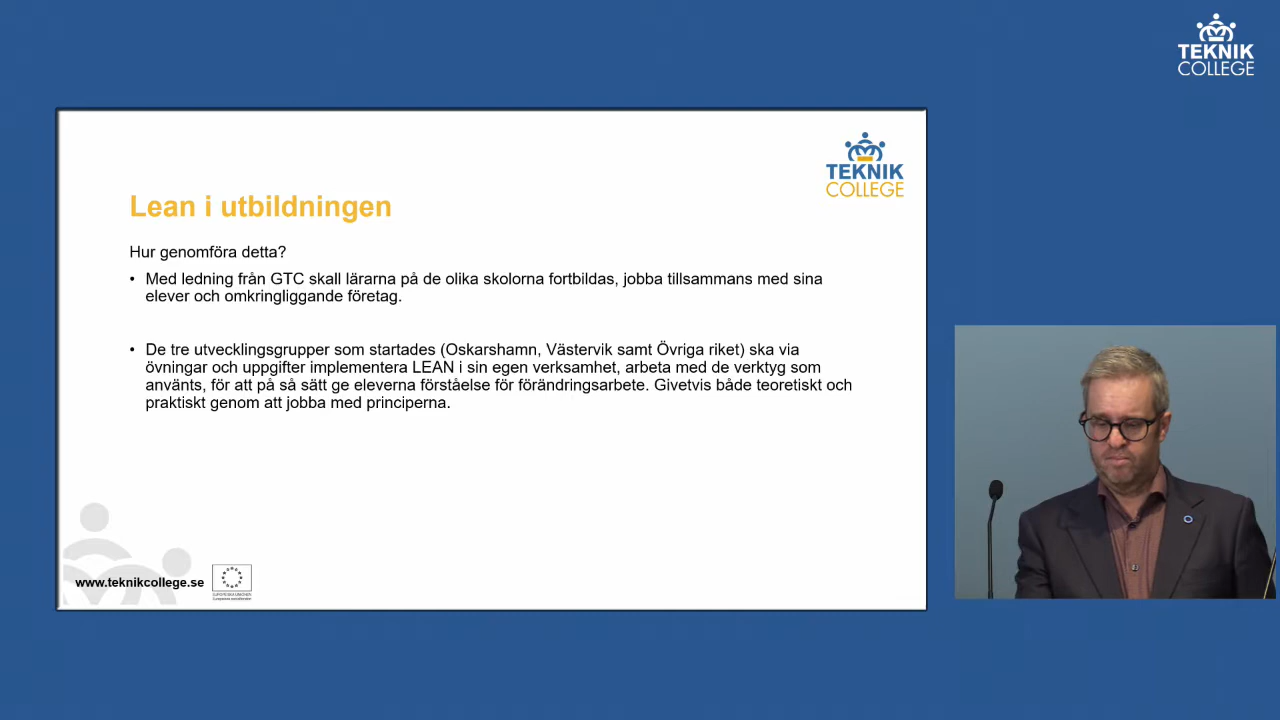 TEKNIK
COLLEGE
TEKNIK
COLLEGE
Lean i utbildningen
Hur genomföra detta?
• Med ledning från GTC skall lärarna på de olika skolorna fortbildas, jobba tillsammans med sina
elever och omkringliggande företag.
• De tre utvecklingsgrupper som startades (Oskarshamn, Västervik samt Övriga riket) ska via
övningar och uppgifter implementera LEAN i sin egen verksamhet, arbeta med de verktyg som
använts, för att på så sätt ge eleverna förståelse för förändringsarbete. Givetvis både teoretiskt och
praktiskt genom att jobba med principerna.
www.teknikcollege.se
EUROPEISKA UNIONEN
Europeiska socialfonden